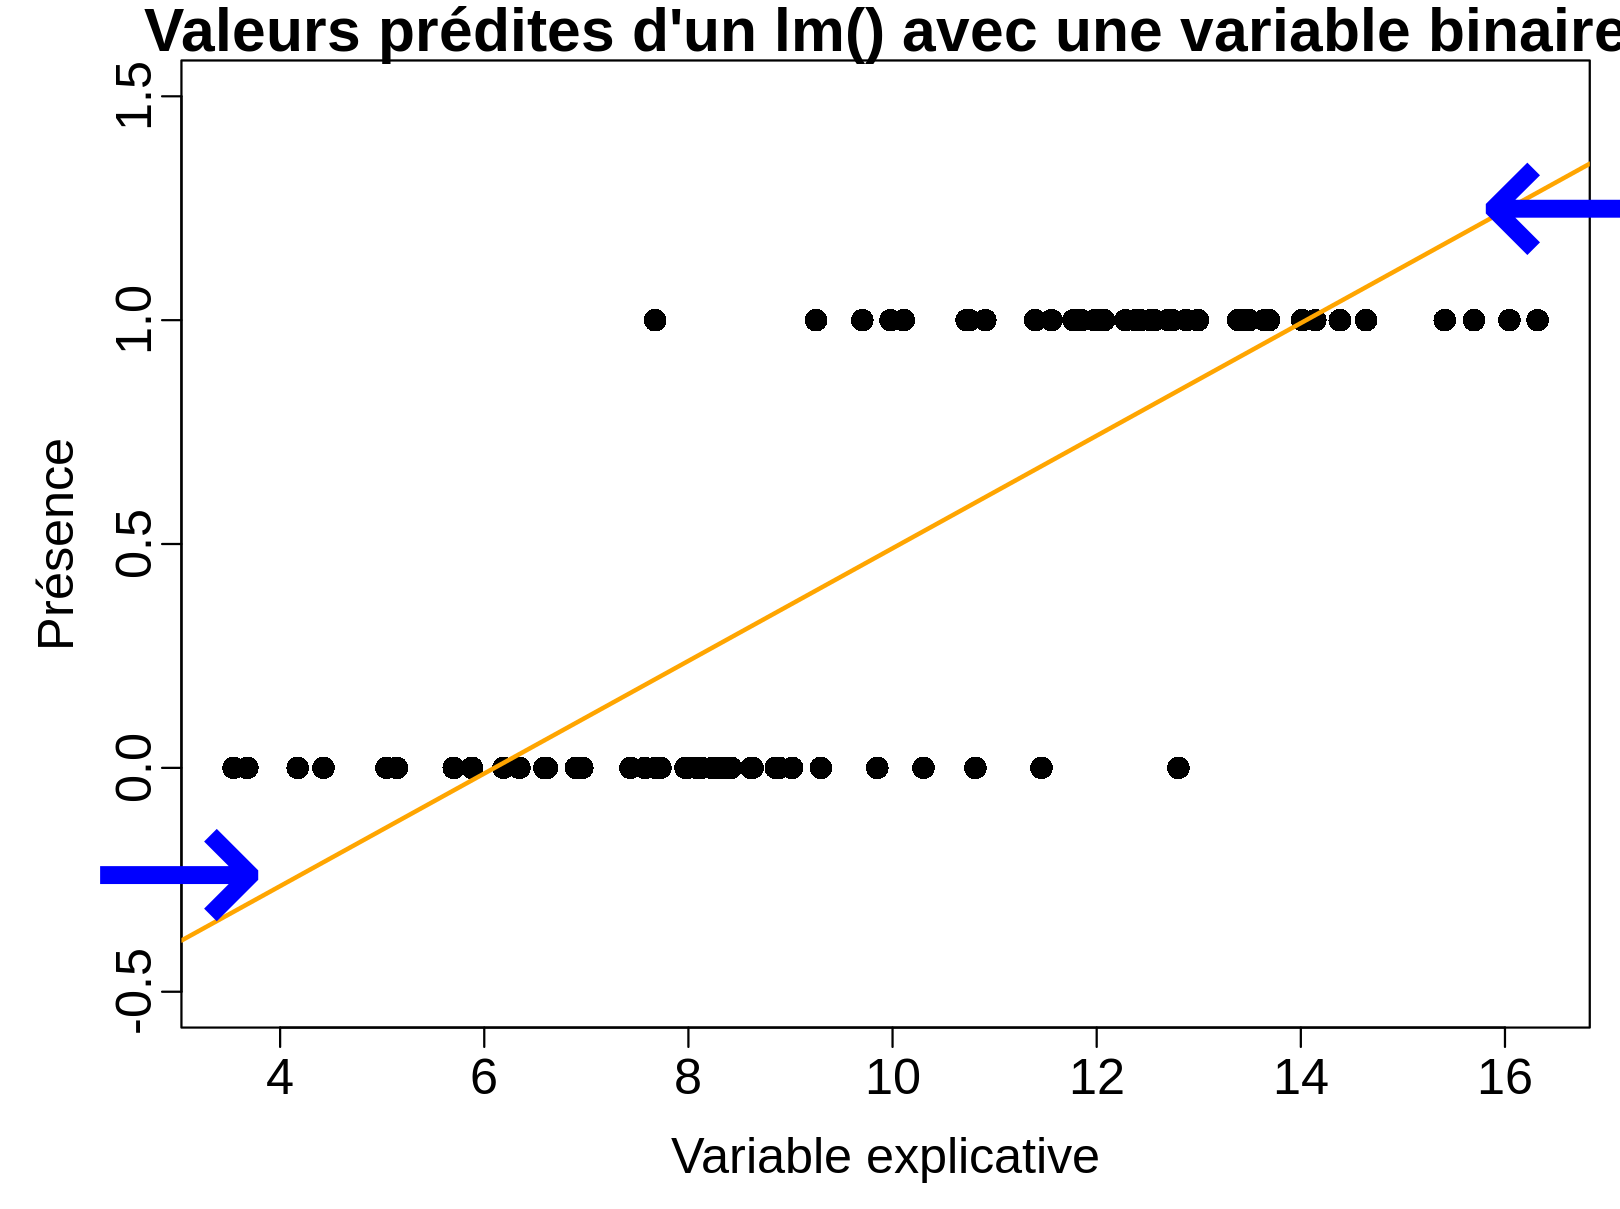 Valeurs prédites d'un lm() avec une variable binaire
1.5
1.0
0.5
0.0
-0.5
Présence
4 6 8 10 12 14 16
Variable explicative